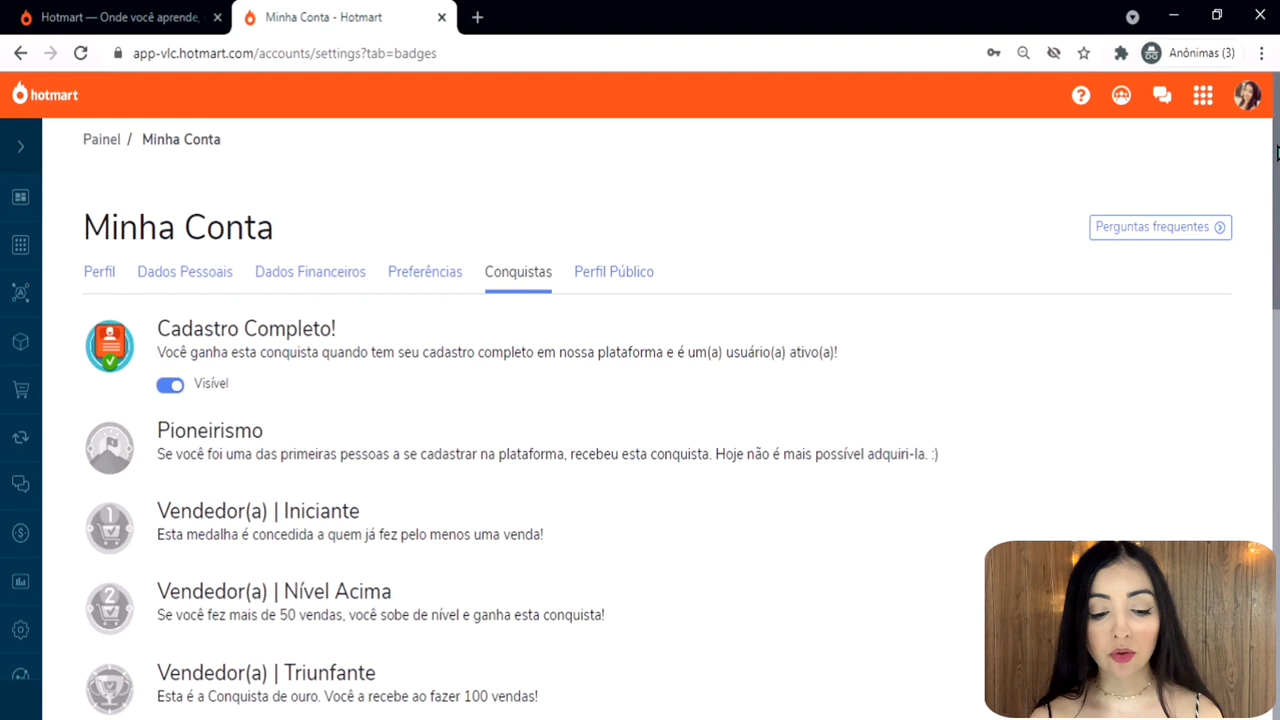 Hotmart — Onde você aprende,
Minha Conta - Hotmart
app-vlc.hotmart.com/accounts/settings?tab=badges
Anônimas (3)
hotmart
Painel / Minha Conta
Minha Conta
Perguntas frequentes
Perfil Dados Pessoais Dados Financeiros Preferências Conquistas Perfil Público
Cadastro Completo!
Você ganha esta conquista quando tem seu cadastro completo em nossa plataforma e é um(a) usuário(a) ativo(a)!
Visível
Pioneirismo
Se você foi uma das primeiras pessoas a se cadastrar na plataforma, recebeu esta conquista. Hoje não é mais possível adquiri-la. :)
1
Vendedor(a) | Iniciante
Esta medalha é concedida a quem já fez pelo menos uma venda!
2
Vendedor(a) | Nível Acima
Se você fez mais de 50 vendas, você sobe de nível e ganha esta conquista!
Vendedor(a) | Triunfante
Esta é a Conquista de ouro. Você a recebe ao fazer 100 vendas!